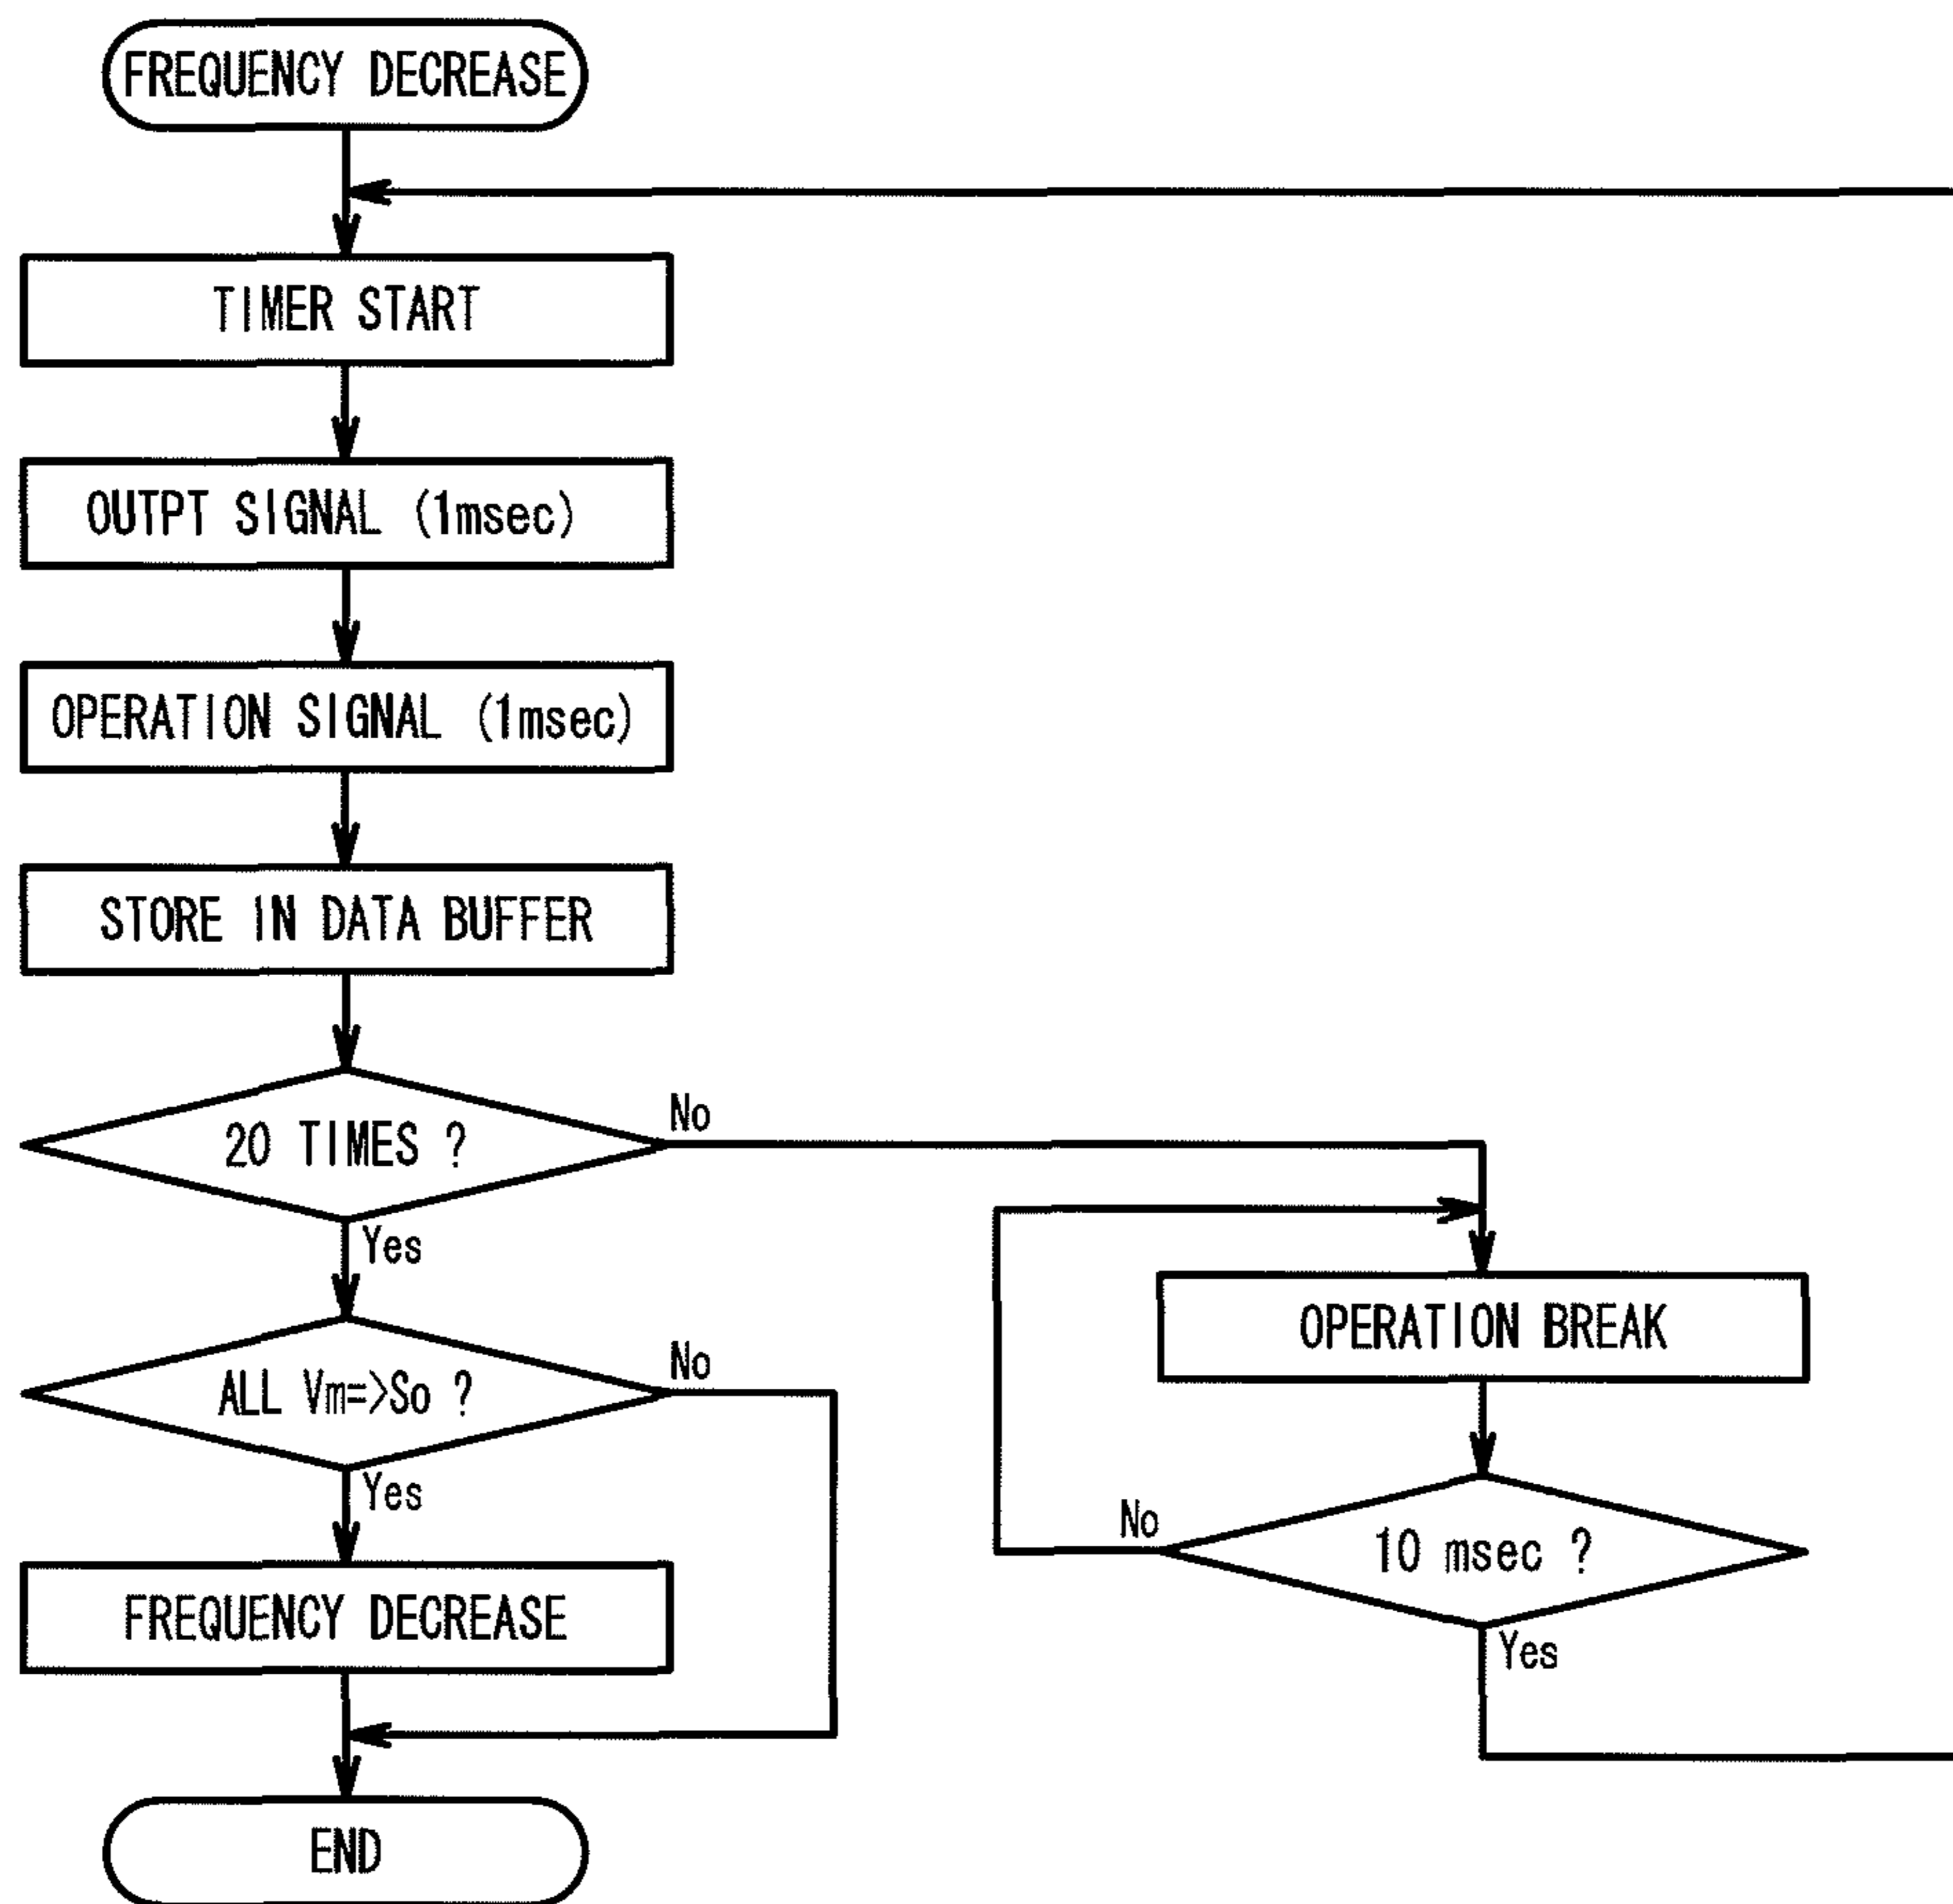 FREQUENCY DECREASE
TIMER START
OUTPT SIGNAL (1msec)
OPERATION SIGNAL (1msec)
STORE IN DATA BUFFER
20 TIMES ?
No
Yes
ALL Vm=>So ?
No
Yes
FREQUENCY DECREASE
END
OPERATION BREAK
10 msec ?
No
Yes